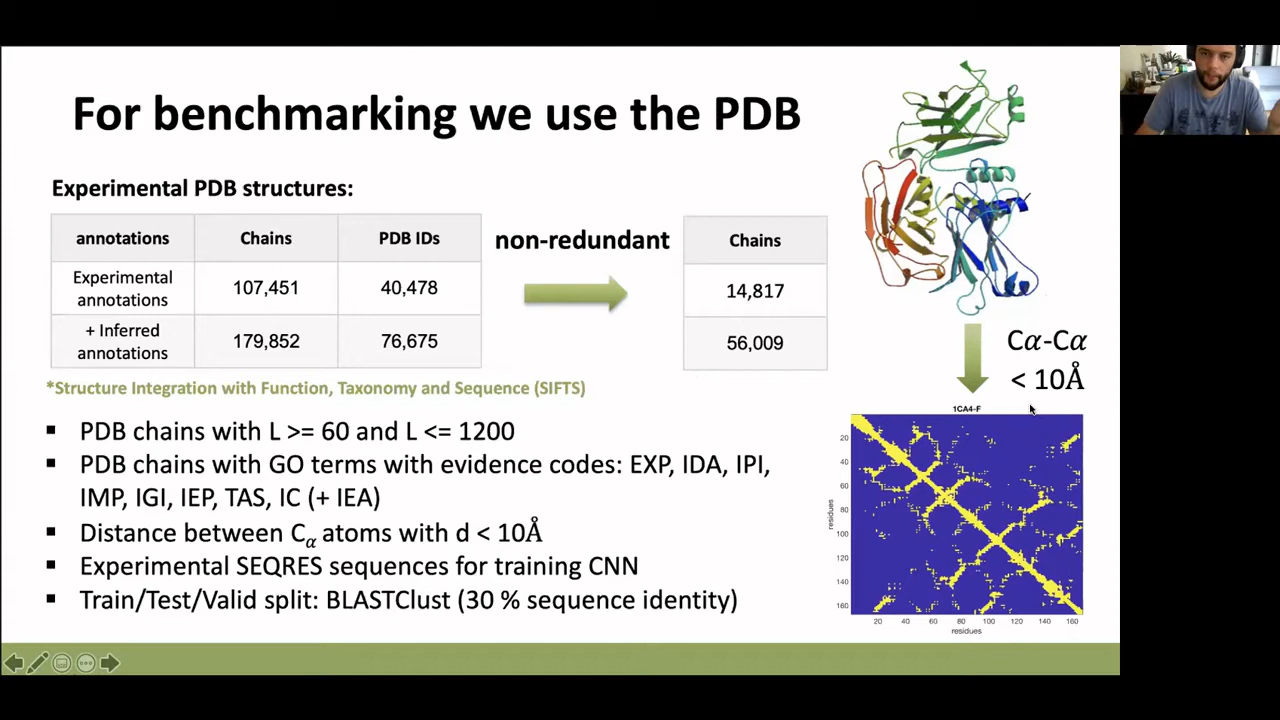 For benchmarking we use the PDB
Experimental PDB structures:
annotations Chains PDB IDs
Experimental annotations 107,451 40,478
+ Inferred annotations 179,852 76,675
non-redundant
Chains
14,817
56,009
*Structure Integration with Function, Taxonomy and Sequence (SIFTS)
▪ PDB chains with L >= 60 and L <= 1200
▪ PDB chains with GO terms with evidence codes: EXP, IDA, IPI,
IMP, IGI, IEP, TAS, IC (+ IEA)
▪ Distance between Cα atoms with d < 10Å
▪ Experimental SEQRES sequences for training CNN
▪ Train/Test/Valid split: BLASTClust (30 % sequence identity)
Cα-Cα
< 10Å
1CA4-F
residues
20
40
60
80
100
120
140
160
20 40 60 80 100 120 140 160
residues